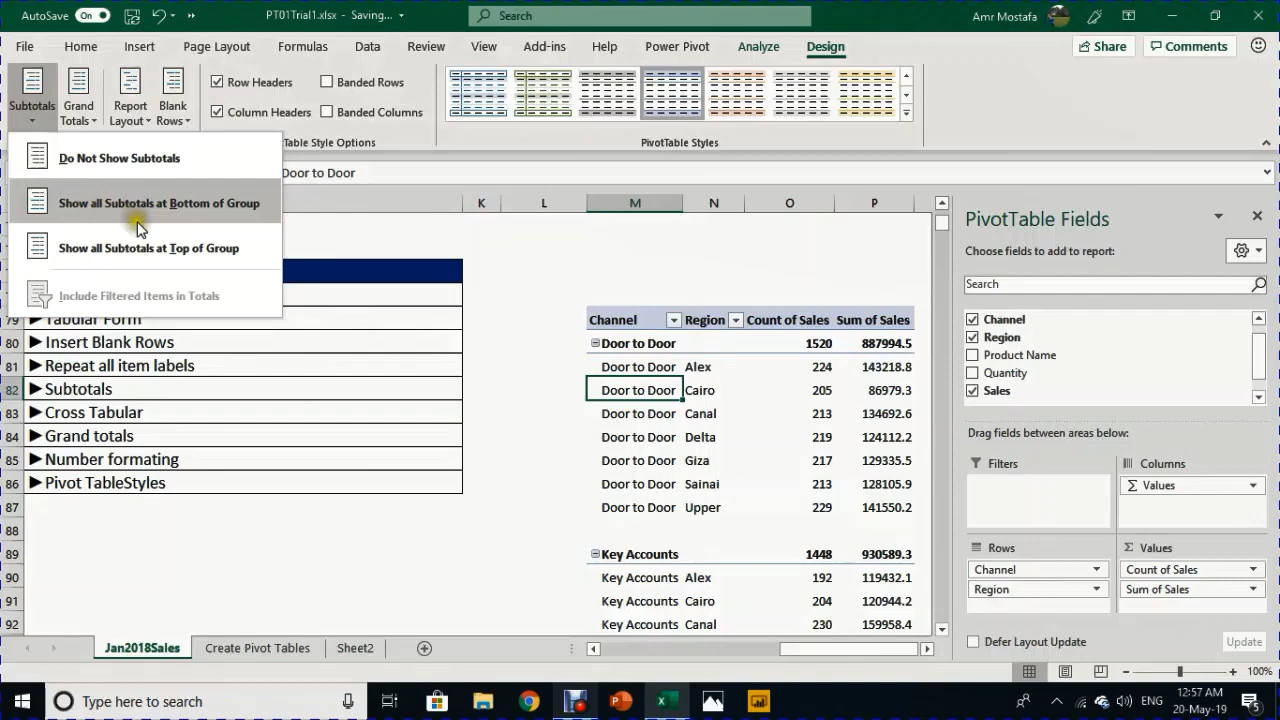 AutoSave On PT01Trial1.xlsx - Saving... Search Amr Mostafa
File Home Insert Page Layout Formulas Data Review View Add-ins Help Power Pivot Analyze Design Share Comments
Subtotals Grand Totals Report Layout Blank Rows
Row Headers Banded Rows
Column Headers Banded Columns
Table Style Options PivotTable Styles
Do Not Show Subtotals
Show all Subtotals at Bottom of Group
Show all Subtotals at Top of Group
Include Filtered Items in Totals
Door to Door
K L M N O P
79 Tabular Form
80 ▶ Insert Blank Rows
81 ▶ Repeat all item labels
82 ▶ Subtotals
83 ▶ Cross Tabular
84 ▶ Grand totals
85 ▶ Number formating
86 ▶ Pivot TableStyles
87
88
89
90
91
92
Channel Region Count of Sales Sum of Sales
Door to Door 1520 887994.5
Door to Door Alex 224 143218.8
Door to Door Cairo 205 86979.3
Door to Door Canal 213 134692.6
Door to Door Delta 219 124112.2
Door to Door Giza 217 129335.5
Door to Door Sainai 213 128105.9
Door to Door Upper 229 141550.2
Key Accounts 1448 930589.3
Key Accounts Alex 192 119432.1
Key Accounts Cairo 204 120944.2
Key Accounts Canal 230 159958.4
PivotTable Fields
Choose fields to add to report:
Search
Channel
Region
Product Name
Quantity
Sales
Drag fields between areas below:
Filters Columns
Σ Values
Rows Σ Values
Channel Count of Sales
Region Sum of Sales
Defer Layout Update Update
Jan2018Sales Create Pivot Tables Sheet2
100%
Type here to search
ENG 12:57 AM
20-May-19 5